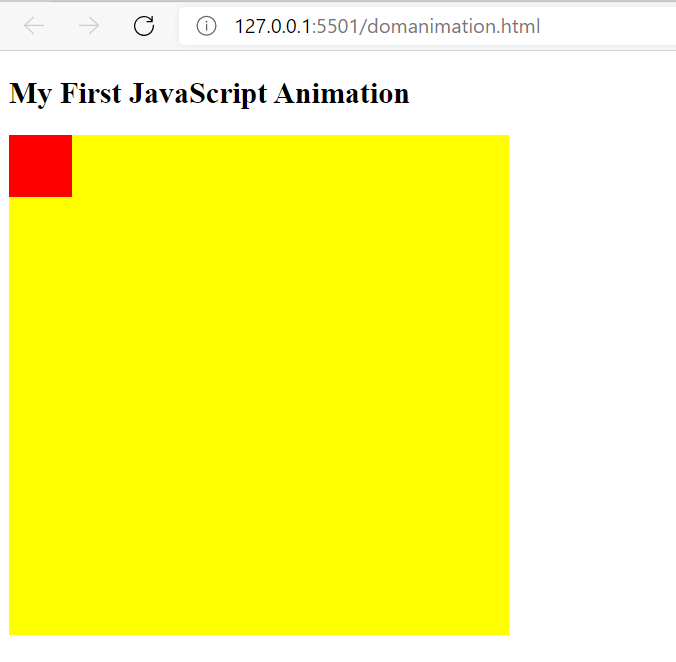 127.0.0.1:5501/domanimation.html
My First JavaScript Animation